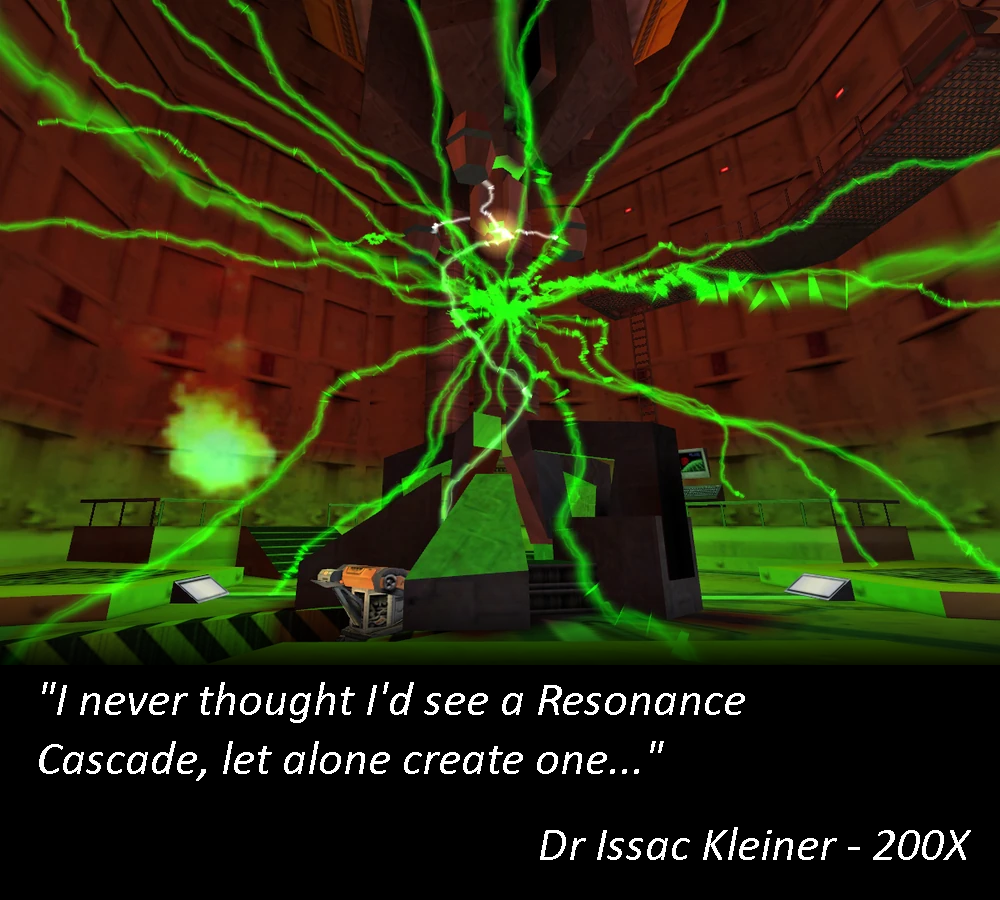 "I never thought I'd see a Resonance
Cascade, let alone create one..."
Dr Issac Kleiner - 200X